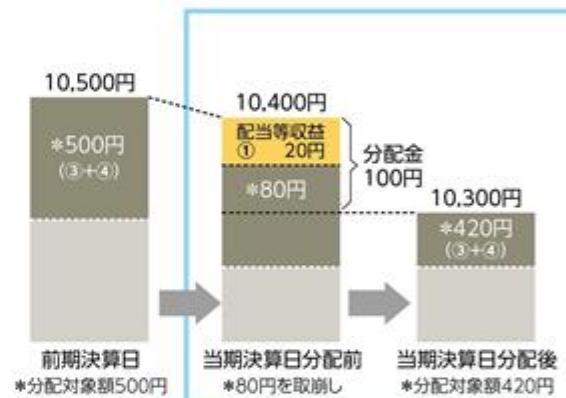 10,500円
*500円
(③+④)
前期決算日
*分配対象額500円
10,400円
配当等収益
① 20円
*80円
分配金
100円
当期決算日分配前
*80円を取崩し
10,300円
*420円
(③+④)
当期決算日分配後
*分配対象額420円